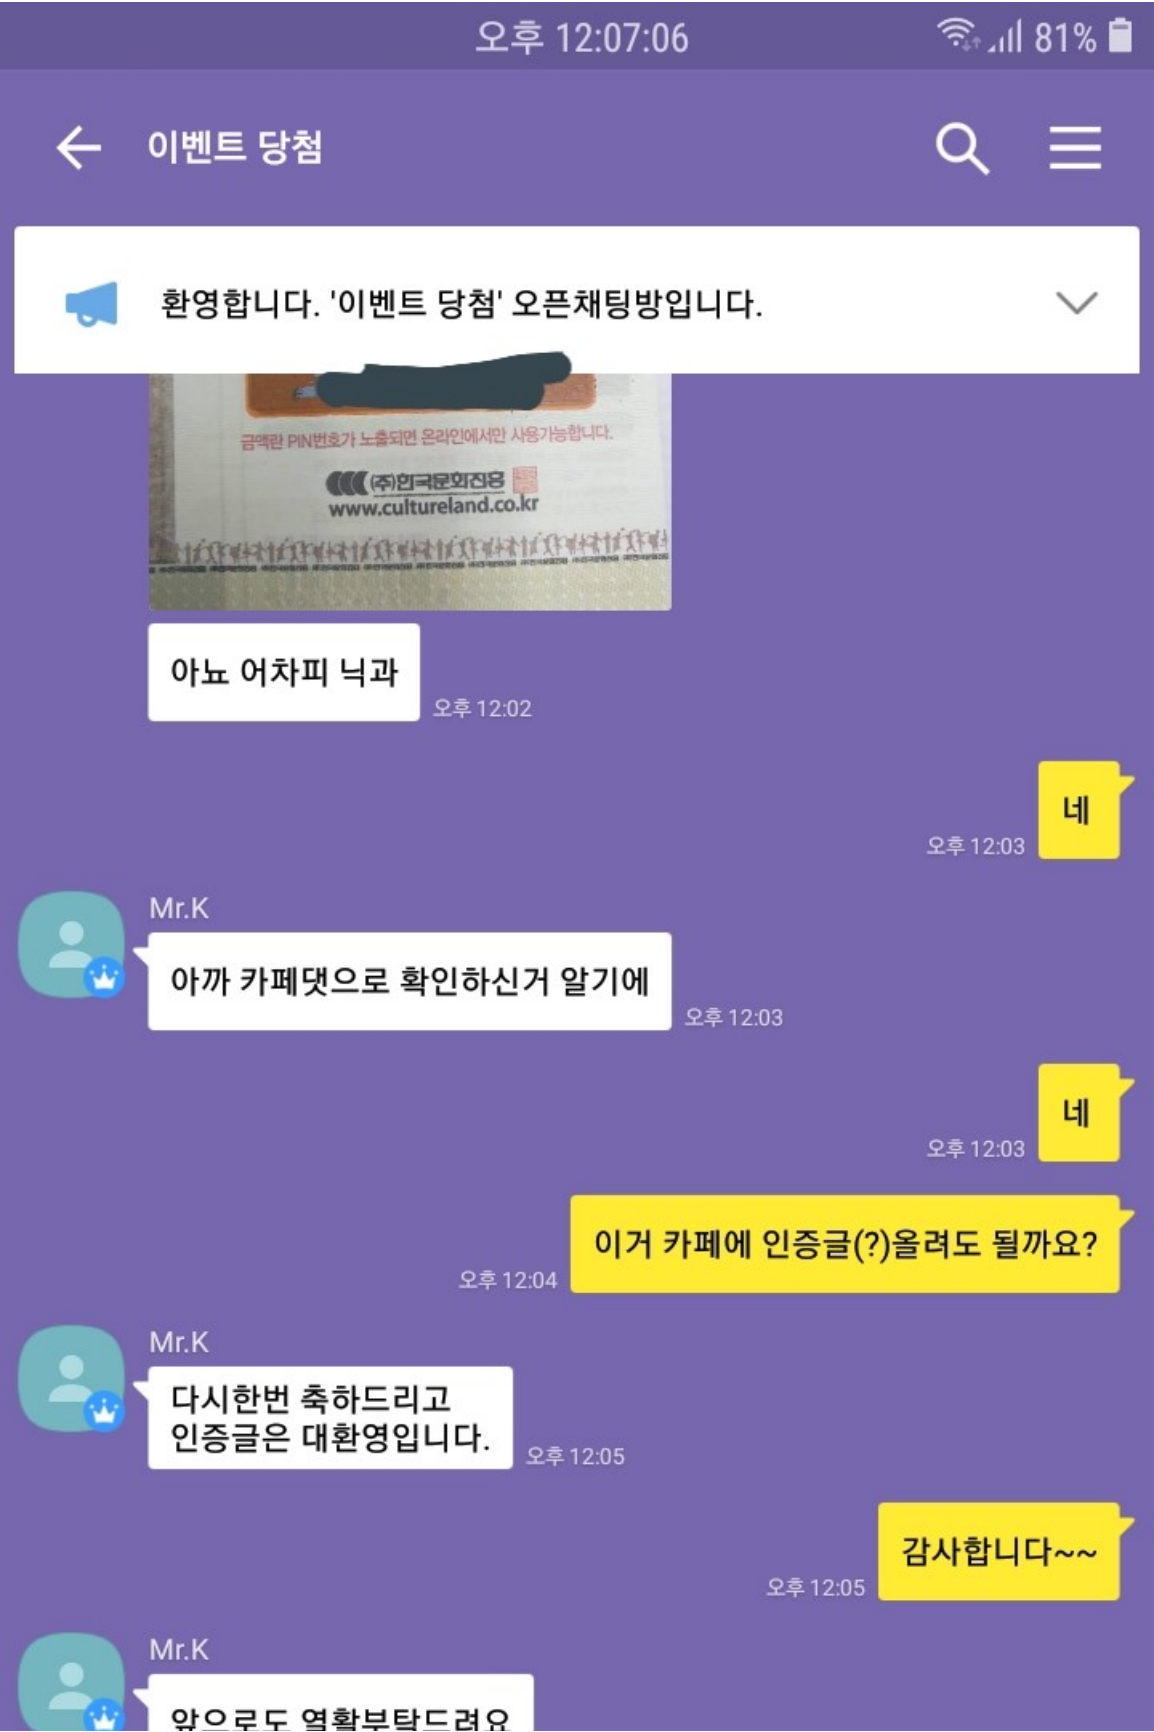 오후 12:07:06
81%
이벤트 당첨
환영합니다. '이벤트 당첨' 오픈채팅방입니다.
금액란 PIN번호가 노출되면 온라인에서만 사용가능합니다.
(주)한국문화진흥
www.cultureland.co.kr
아뇨 어차피 닉과
오후 12:02
네
오후 12:03
Mr.K
아까 카페댓으로 확인하신거 알기에
오후 12:03
네
오후 12:03
이거 카페에 인증글(?)올려도 될까요?
오후 12:04
Mr.K
다시한번 축하드리고
인증글은 대환영입니다.
오후 12:05
감사합니다~~
오후 12:05
Mr.K
앞으로도 열활부탁드려요